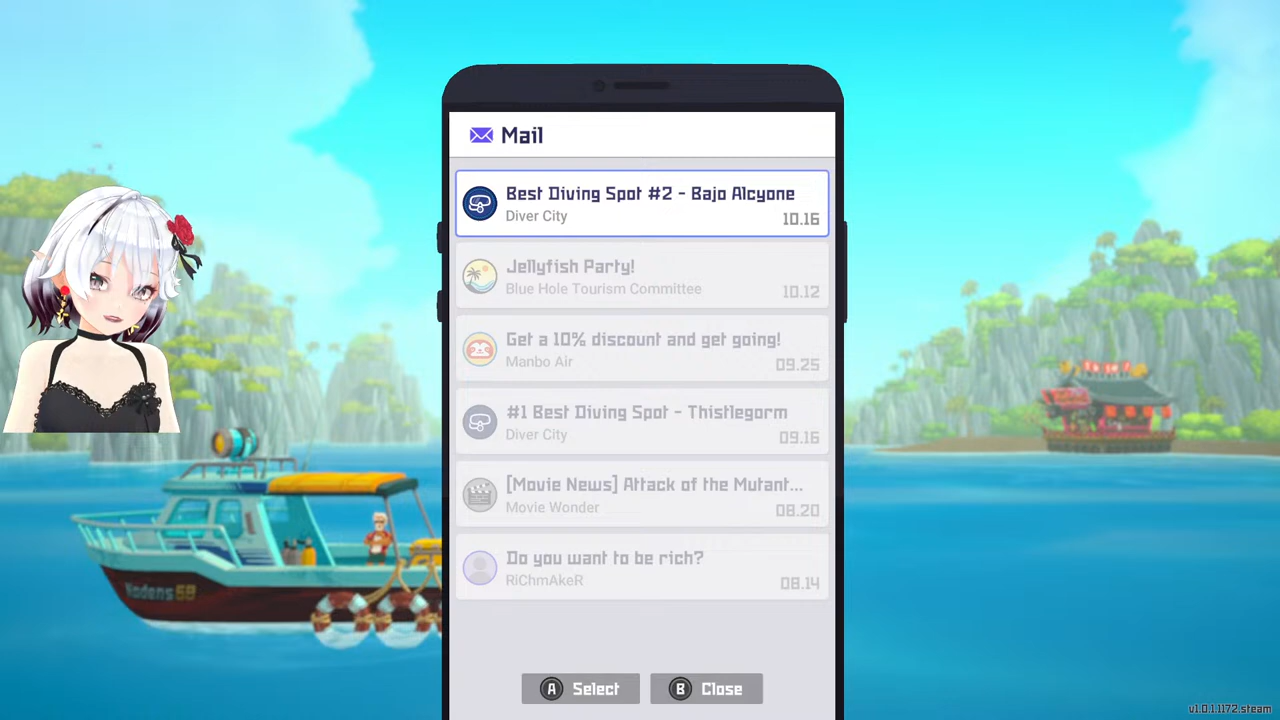 Mail
Best Diving Spot #2 - Bajo Alcyone
Diver City
10.16
Jellyfish Party!
Blue Hole Tourism Committee
10.12
Get a 10% discount and get going!
Manbo Air
09.25
#1 Best Diving Spot - Thistlegorm
Diver City
09.16
[Movie News] Attack of the Mutant...
Movie Wonder
08.20
Do you want to be rich?
RiChmAkeR
08.14
A Select
B Close
v1.0.1.1172.steam